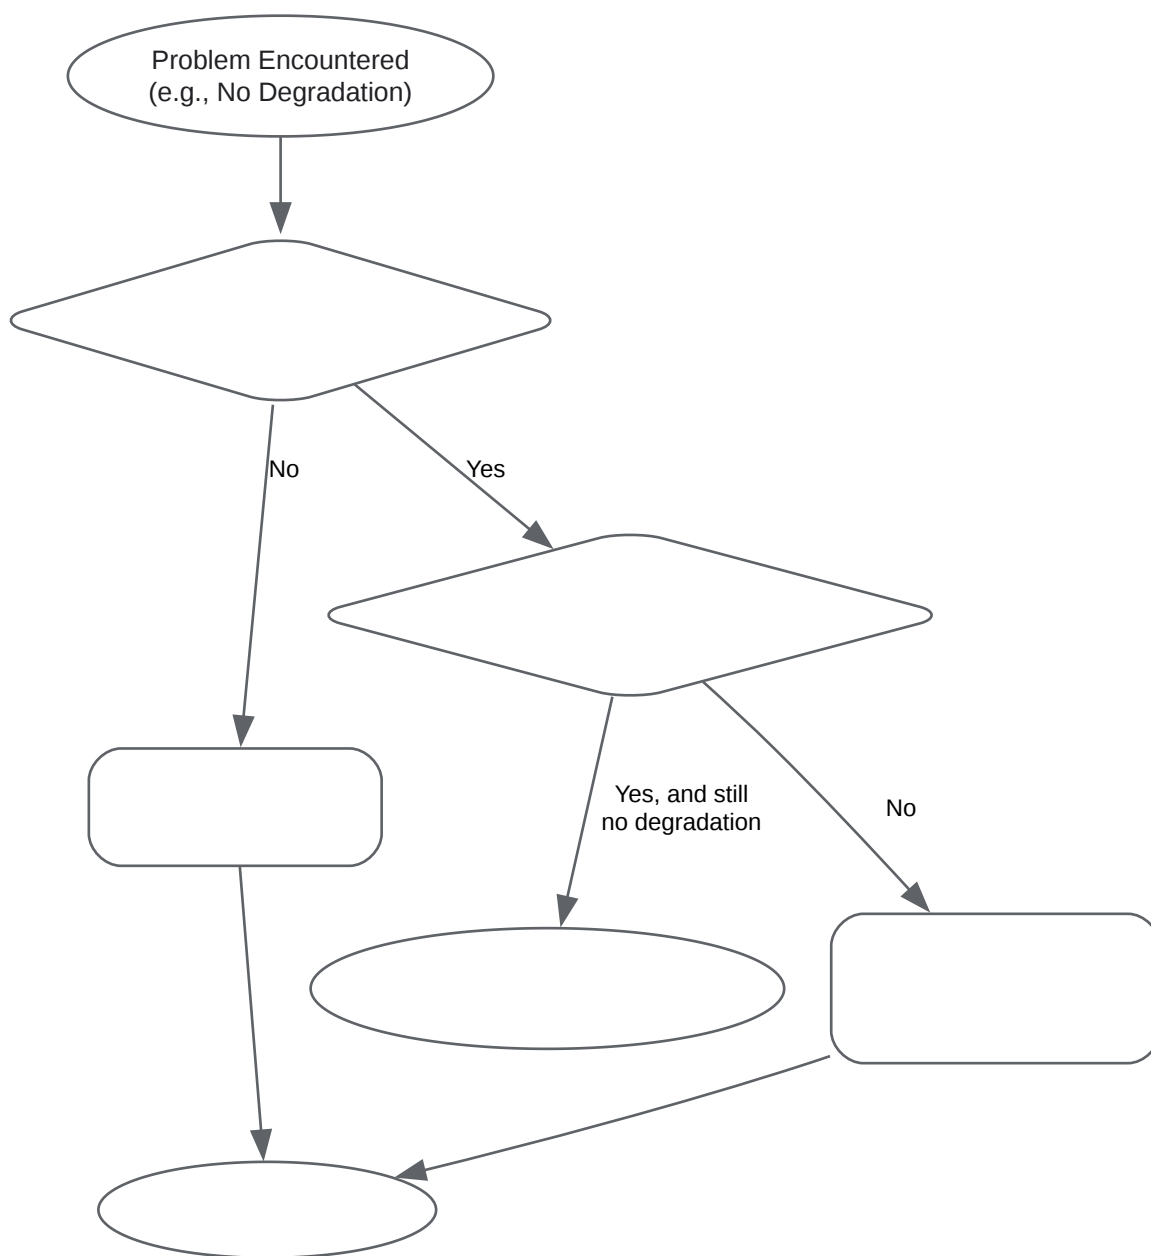 Problem Encountered
(e.g., No Degradation)
No
Yes
Yes, and still
no degradation
No